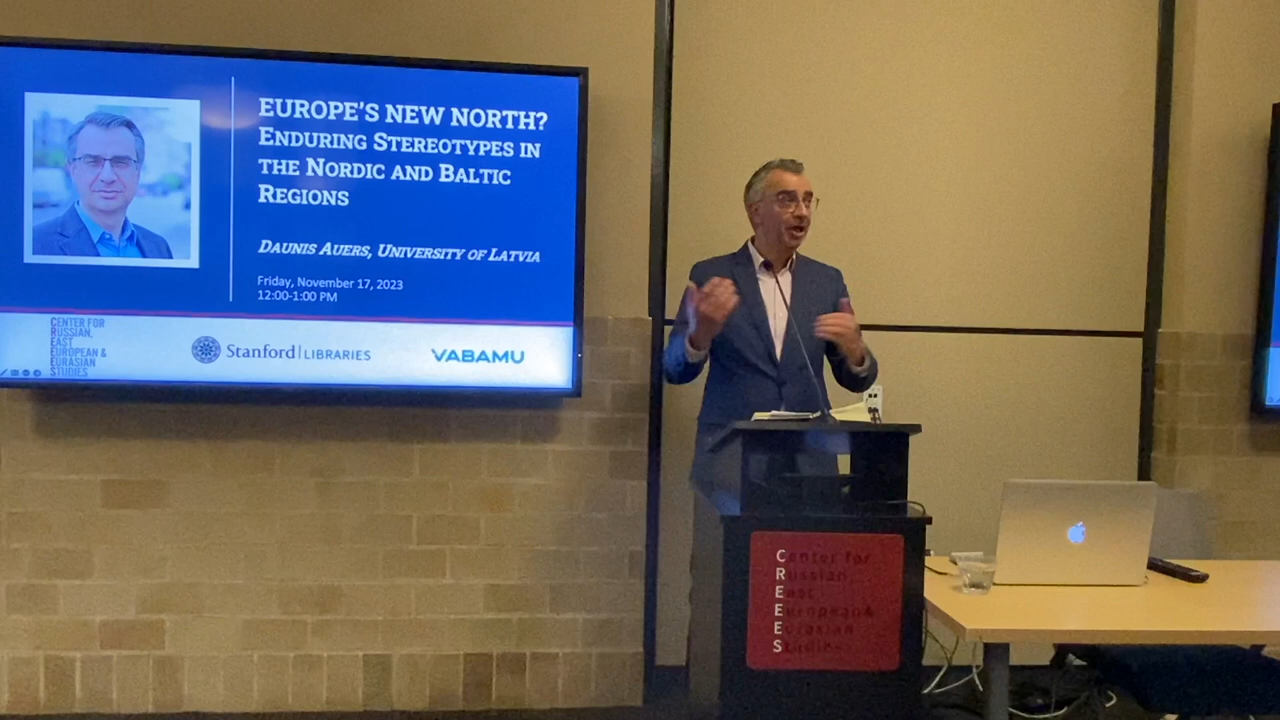 EUROPE'S NEW NORTH?
ENDURING STEREOTYPES IN
THE NORDIC AND BALTIC
REGIONS
DAUNIS AUERS, UNIVERSITY OF LATVIA
Friday, November 17, 2023
12:00-1:00 PM
CENTER FOR
RUSSIAN,
EAST
EUROPEAN &
EURASIAN
STUDIES
Stanford | LIBRARIES
VABAMU
Center for
Russian,
East
European &
Eurasian
Studies